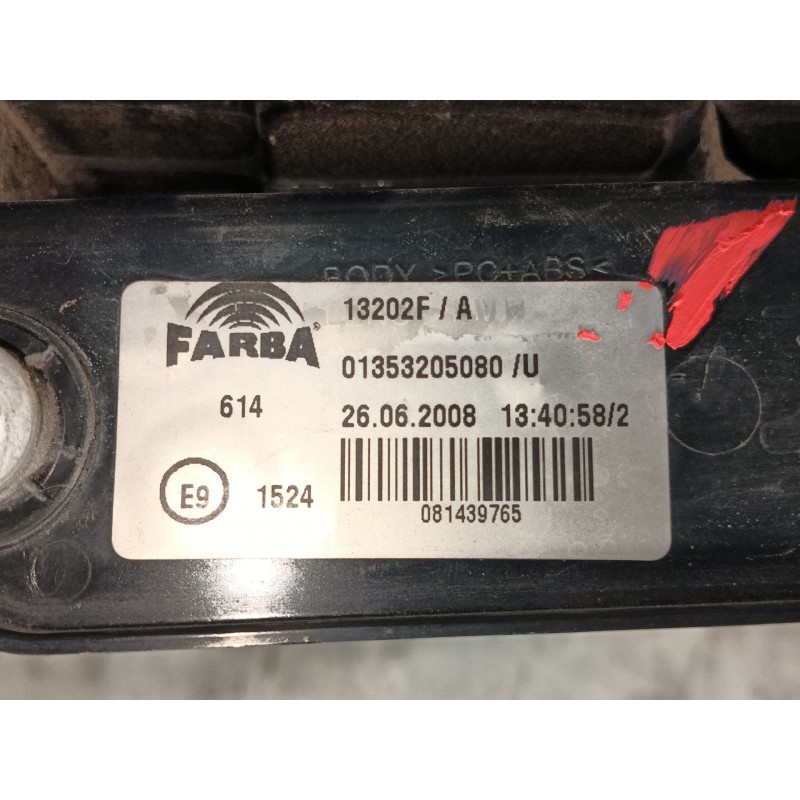 BODY >PC+ABS<
FARBA®
13202F / A
01353205080 /U
614
26.06.2008 13:40:58/2
E9
1524
081439765